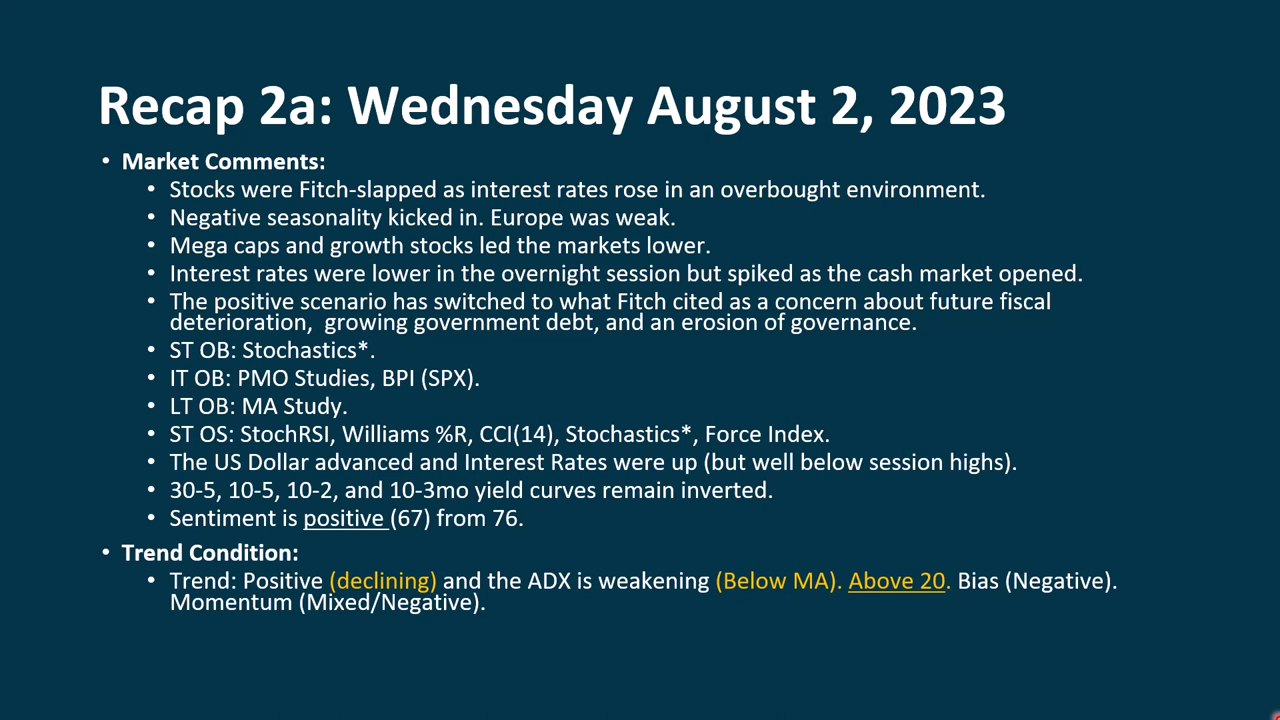 Recap 2a: Wednesday August 2, 2023
• Market Comments:
• Stocks were Fitch-slapped as interest rates rose in an overbought environment.
• Negative seasonality kicked in. Europe was weak.
• Mega caps and growth stocks led the markets lower.
• Interest rates were lower in the overnight session but spiked as the cash market opened.
• The positive scenario has switched to what Fitch cited as a concern about future fiscal
deterioration,  growing government debt, and an erosion of governance.
• ST OB: Stochastics*.
• IT OB: PMO Studies, BPI (SPX).
• LT OB: MA Study.
• ST OS: StochRSI, Williams %R, CCI(14), Stochastics*, Force Index.
• The US Dollar advanced and Interest Rates were up (but well below session highs).
• 30-5, 10-5, 10-2, and 10-3mo yield curves remain inverted.
• Sentiment is positive (67) from 76.
• Trend Condition:
• Trend: Positive (declining) and the ADX is weakening (Below MA). Above 20. Bias (Negative).
Momentum (Mixed/Negative).